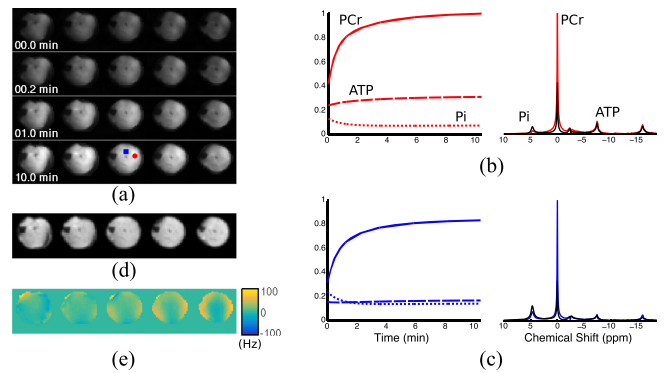 00.0 min
00.2 min
01.0 min
10.0 min
(a)
(d)
100
0
-100
(Hz)
(e)
1
0.8
0.6
0.4
0.2
0
PCr
ATP
Pi
0 2 4 6 8 10
PCr
Pi
ATP
10 5 0 -5 -10 -15
(b)
1
0.8
0.6
0.4
0.2
0
0 2 4 6 8 10
Time (min)
10 5 0 -5 -10 -15
Chemical Shift (ppm)
(c)